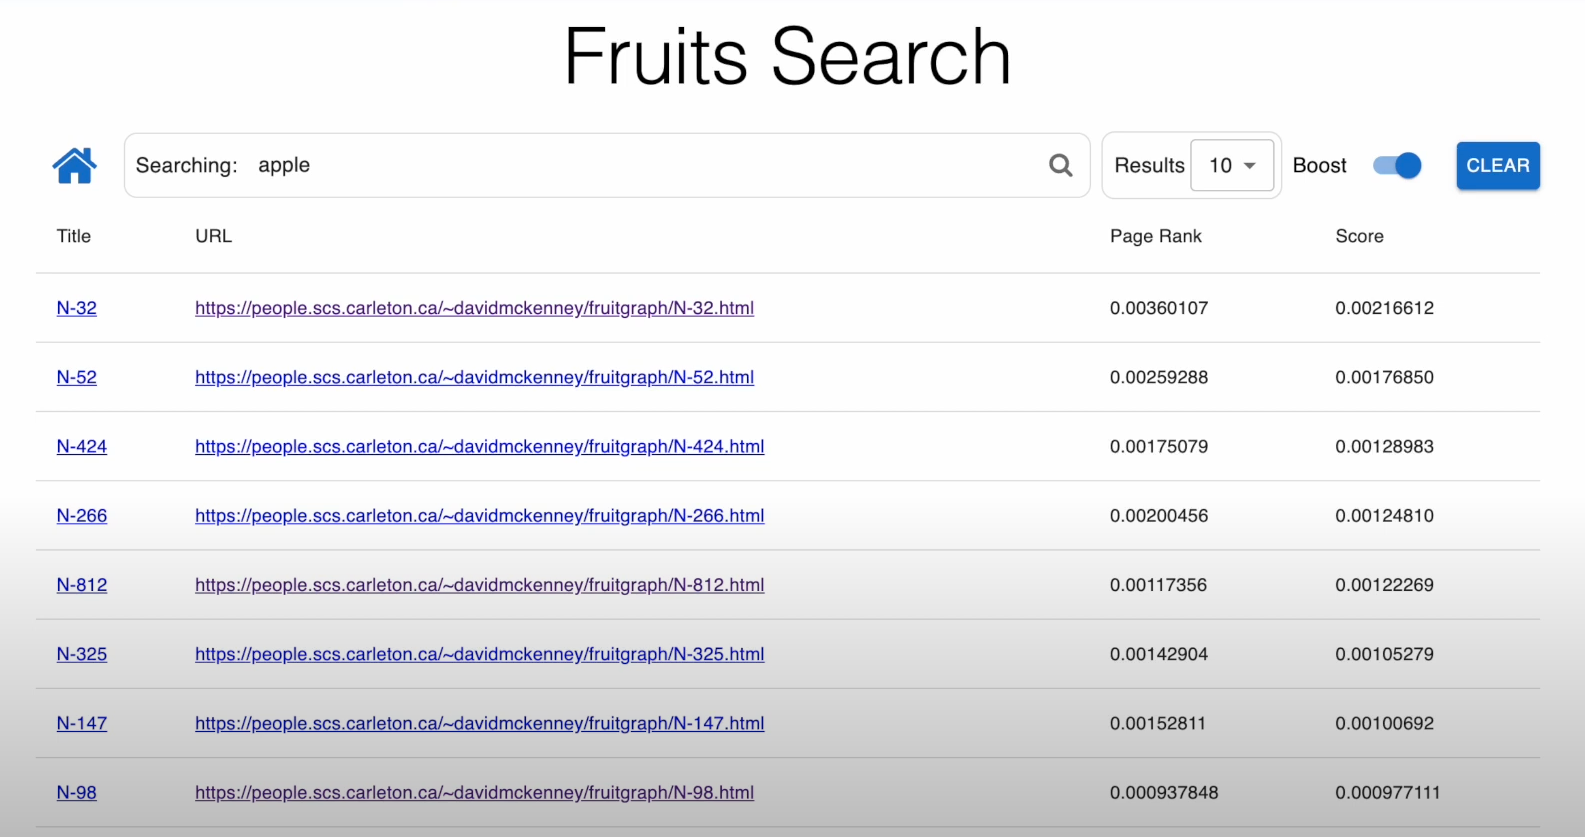 Fruits Search
Searching: apple Results 10 Boost CLEAR
Title URL Page Rank Score
N-32 https://people.scs.carleton.ca/~davidmckenney/fruitgraph/N-32.html 0.00360107 0.00216612
N-52 https://people.scs.carleton.ca/~davidmckenney/fruitgraph/N-52.html 0.00259288 0.00176850
N-424 https://people.scs.carleton.ca/~davidmckenney/fruitgraph/N-424.html 0.00175079 0.00128983
N-266 https://people.scs.carleton.ca/~davidmckenney/fruitgraph/N-266.html 0.00200456 0.00124810
N-812 https://people.scs.carleton.ca/~davidmckenney/fruitgraph/N-812.html 0.00117356 0.00122269
N-325 https://people.scs.carleton.ca/~davidmckenney/fruitgraph/N-325.html 0.00142904 0.00105279
N-147 https://people.scs.carleton.ca/~davidmckenney/fruitgraph/N-147.html 0.00152811 0.00100692
N-98 https://people.scs.carleton.ca/~davidmckenney/fruitgraph/N-98.html 0.000937848 0.000977111